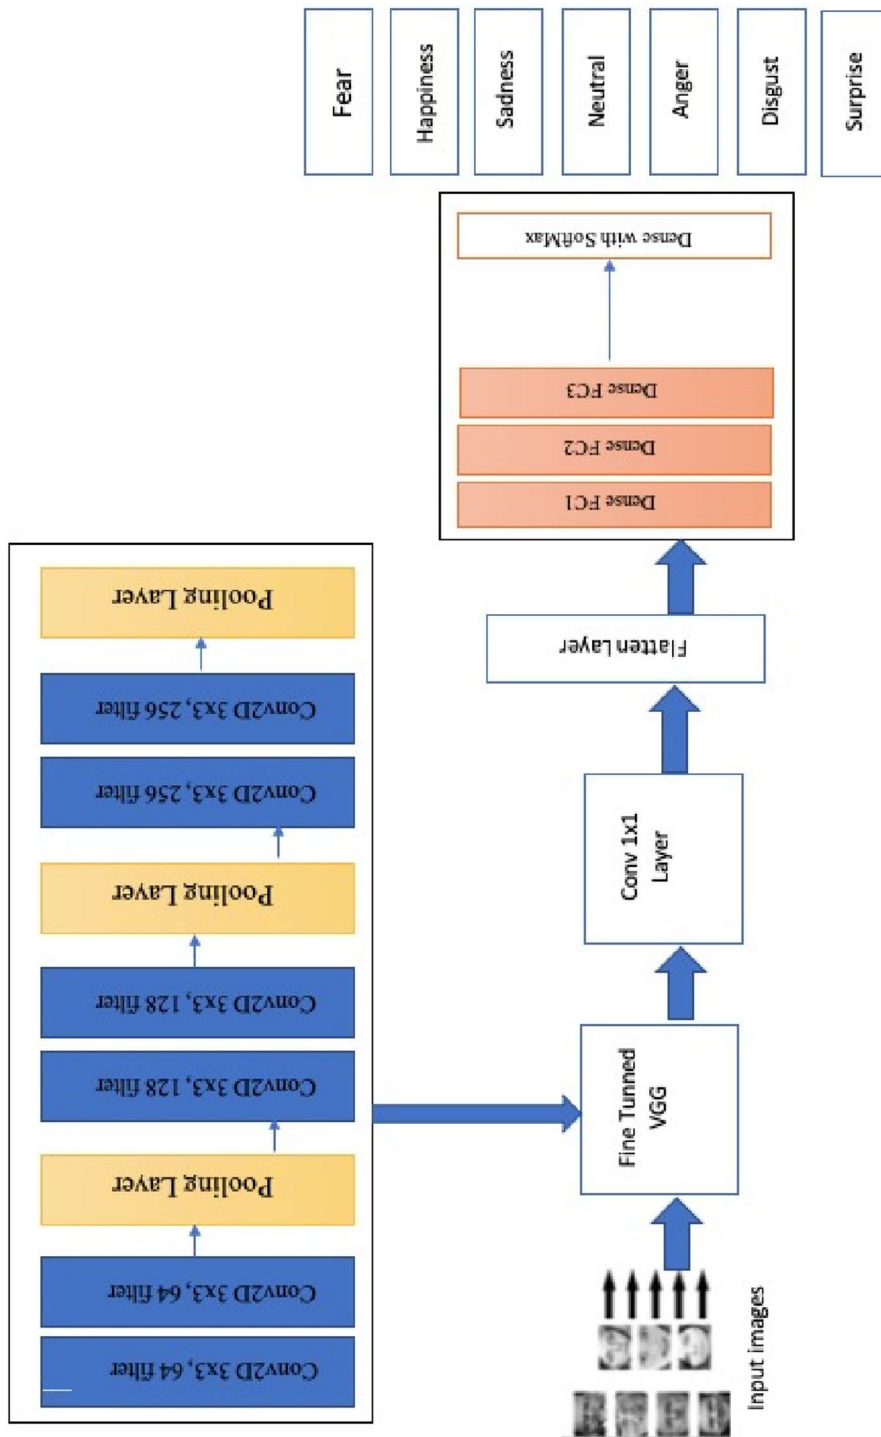 Conv2D 3x3, 64 filter
Conv2D 3x3, 64 filter
Pooling Layer
Conv2D 3x3, 128 filter
Conv2D 3x3, 128 filter
Pooling Layer
Conv2D 3x3, 256 filter
Conv2D 3x3, 256 filter
Pooling Layer
Input images
Fine Tunned
VGG
Conv 1x1
Layer
Flatten Layer
Dense FC1
Dense FC2
Dense FC3
Dense with SoftMax
Fear
Happiness
Sadness
Neutral
Anger
Disgust
Surprise